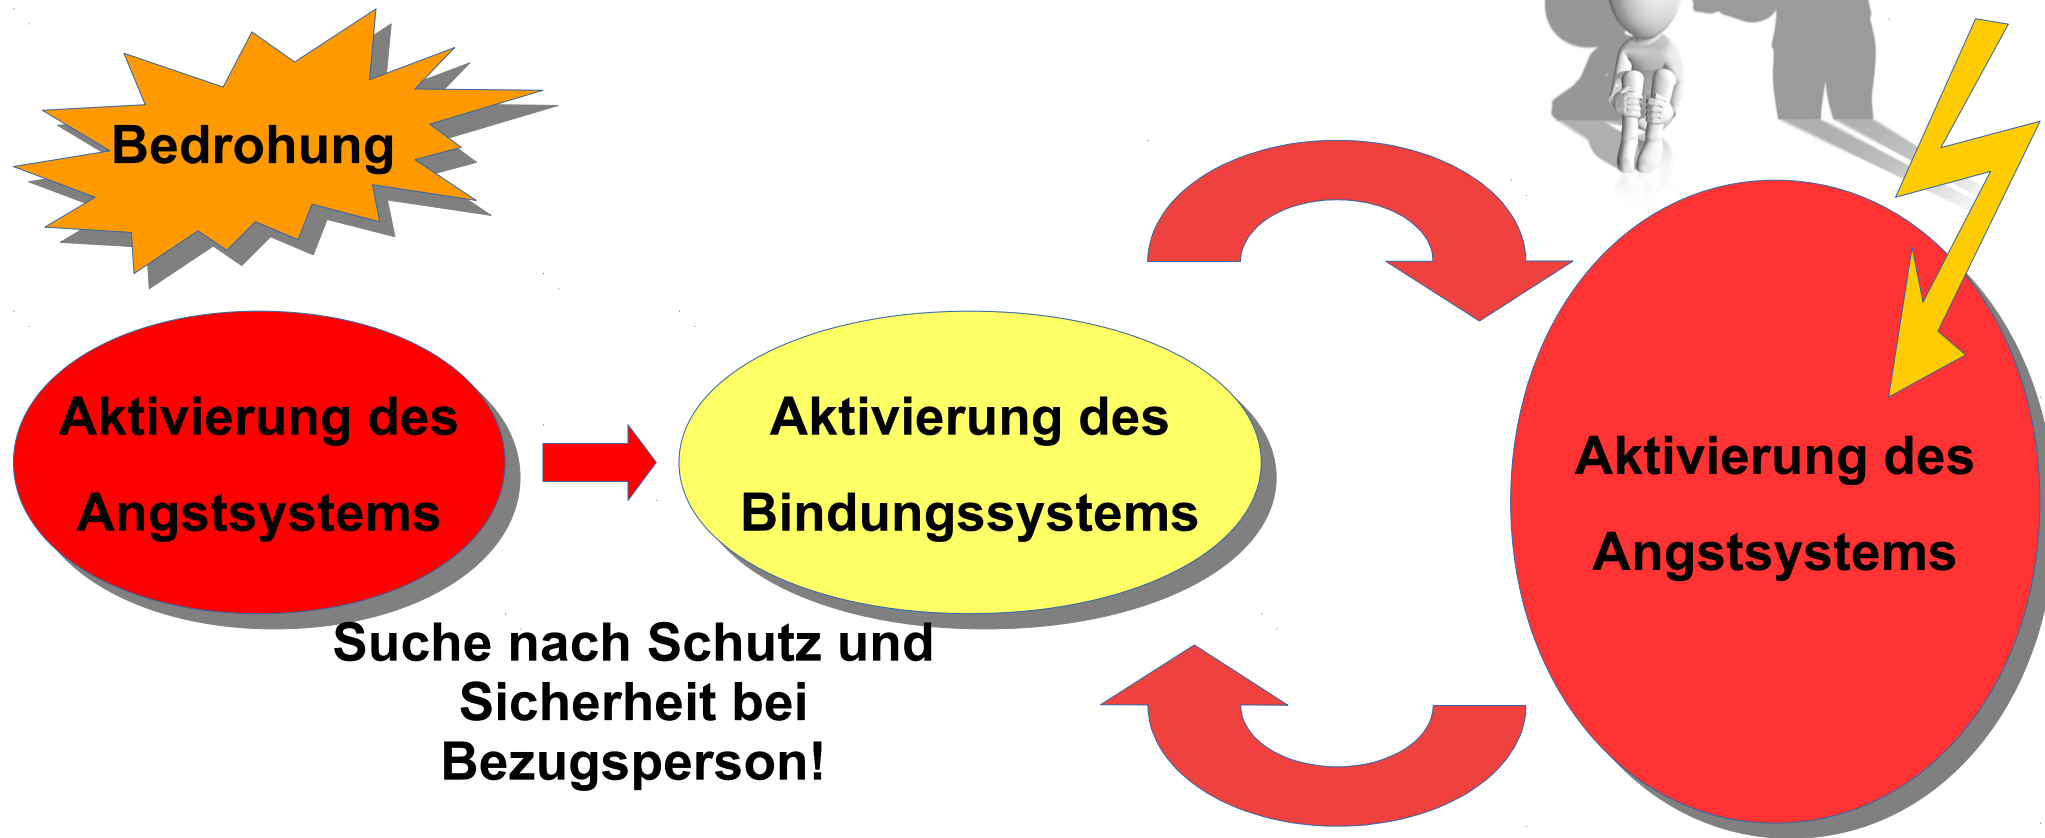 Bedrohung
Aktivierung des
Angstsystems
Aktivierung des
Bindungssystems
Aktivierung des
Angstsystems
Suche nach Schutz und
Sicherheit bei
Bezugsperson!